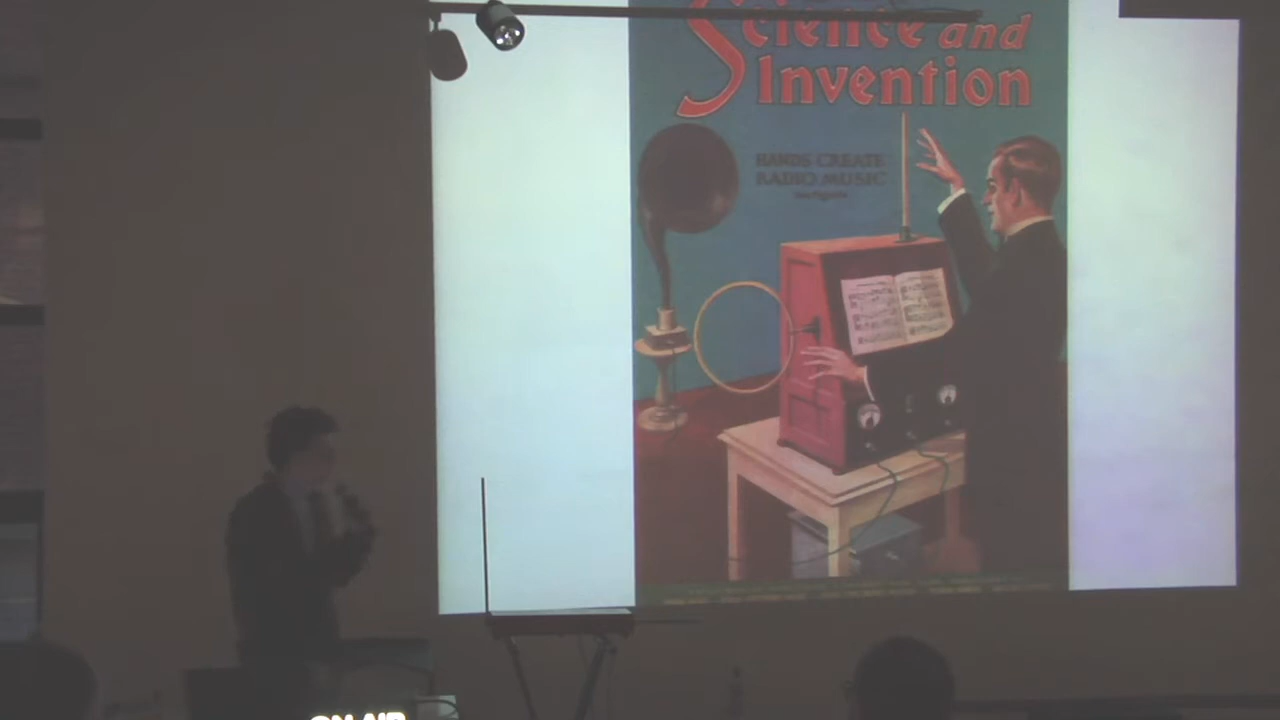 Science and
Invention
HANDS CREATE
RADIO MUSIC
ON AIR